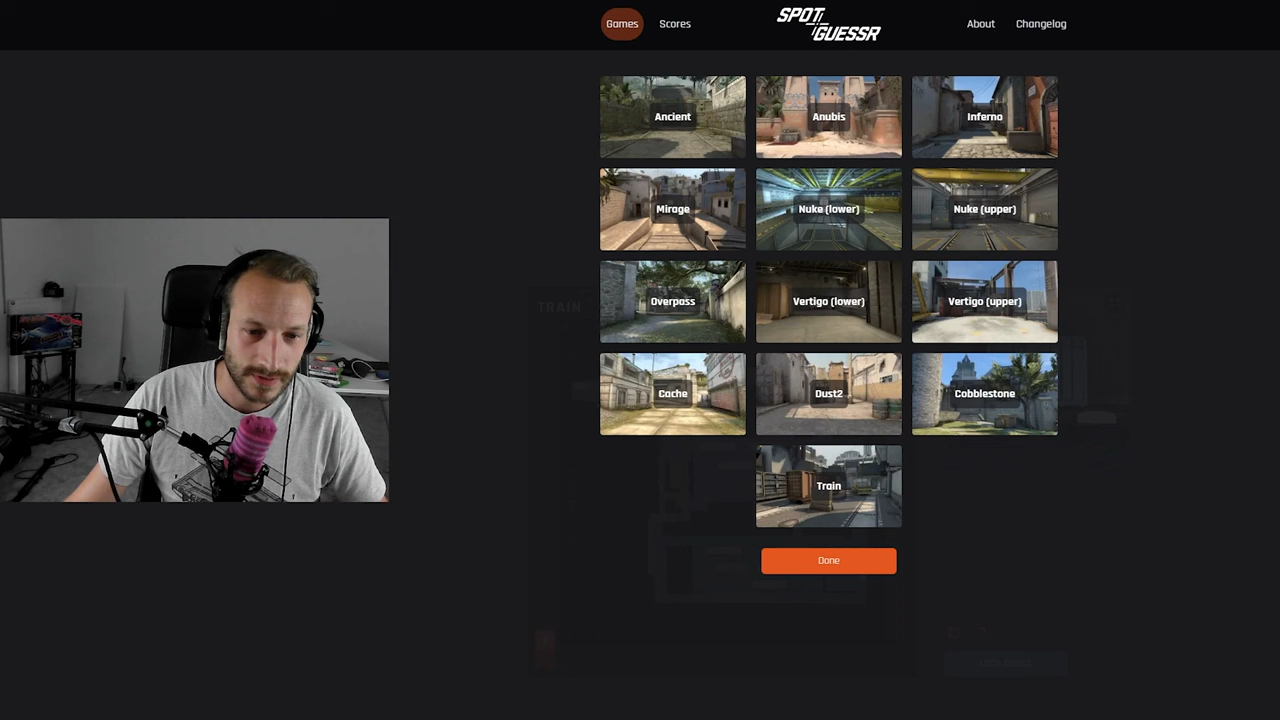 Games
Scores
SPOT
GUESSR
About
Changelog
Ancient
Anubis
Inferno
Mirage
Nuke (lower)
Nuke (upper)
Overpass
Vertigo (lower)
Vertigo (upper)
TRAIN
Cache
Dust2
Cobblestone
Train
Done